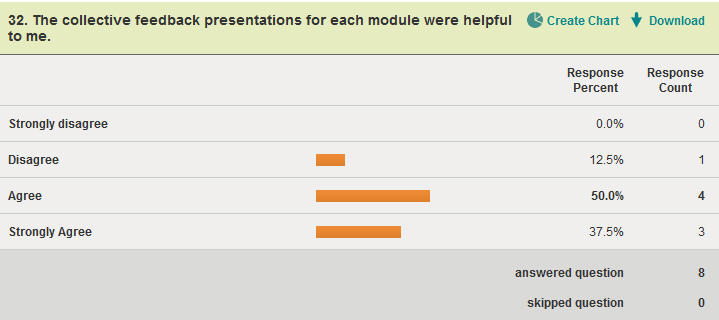 32. The collective feedback presentations for each module were helpful to me.
Create Chart Download
Response Percent Response Count
Strongly disagree 0.0% 0
Disagree 12.5% 1
Agree 50.0% 4
Strongly Agree 37.5% 3
answered question 8
skipped question 0